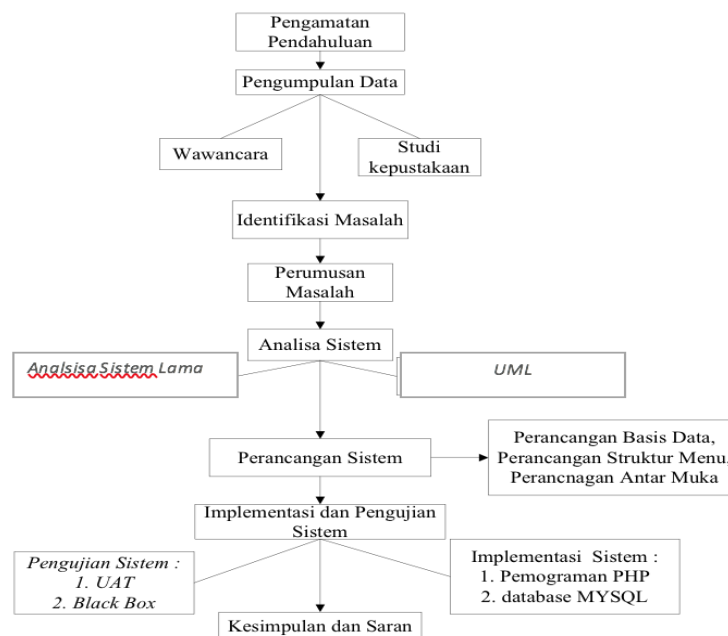 Pengamatan
Pendahuluan
Pengumpulan Data
Wawancara
Studi
kepustakaan
Identifikasi Masalah
Perumusan
Masalah
Analisa Sistem
Analsisa Sistem Lama
UML
Perancangan Sistem
Perancangan Basis Data,
Perancangan Struktur Menu,
Perancnagan Antar Muka
Implementasi dan Pengujian
Sistem
Pengujian Sistem :
1. UAT
2. Black Box
Implementasi Sistem :
1. Pemograman PHP
2. database MYSQL
Kesimpulan dan Saran